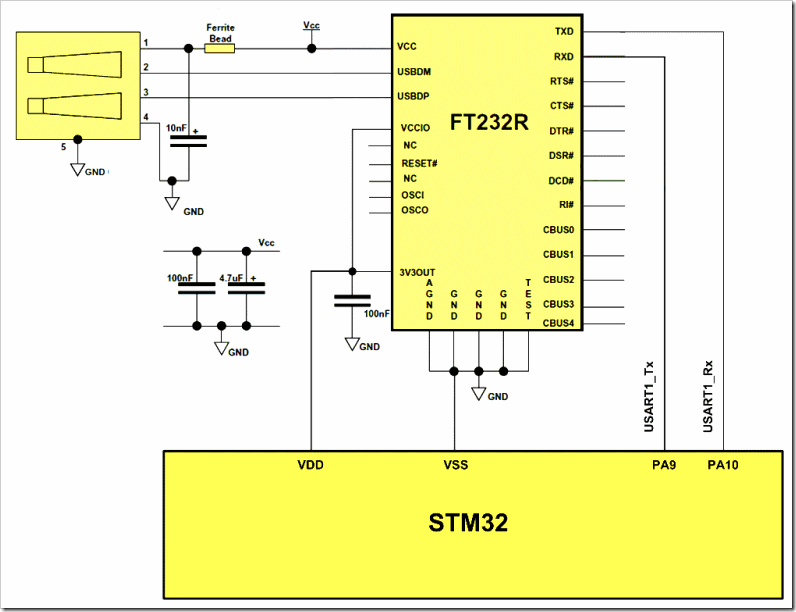 Ferrite
Bead
Vcc
1
2
3
4
5
GND
10nF
+
GND
Vcc
100nF
4.7uF
+
GND
VCC
USBDM
USBDP
VCCIO
NC
RESET#
NC
OSCI
OSCO
3V3OUT
100nF
GND
FT232R
TXD
RXD
RTS#
CTS#
DTR#
DSR#
DCD#
RI#
CBUS0
CBUS1
CBUS2
CBUS3
CBUS4
AGND
GND
GND
GND
TEST
GND
USART1_Tx
USART1_Rx
VDD
VSS
PA9
PA10
STM32